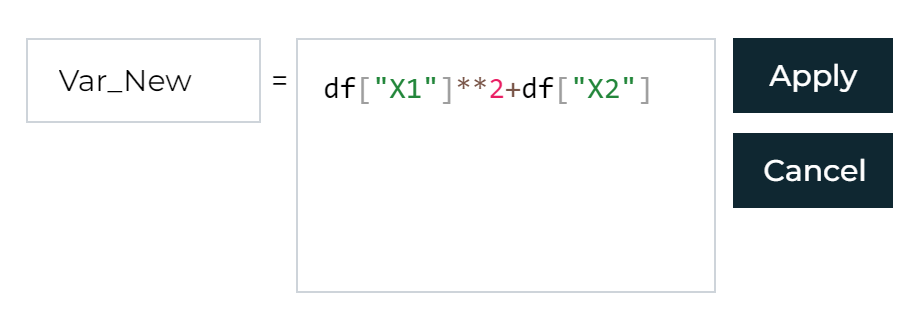 Var_New = df["X1"]**2+df["X2"]
Apply
Cancel